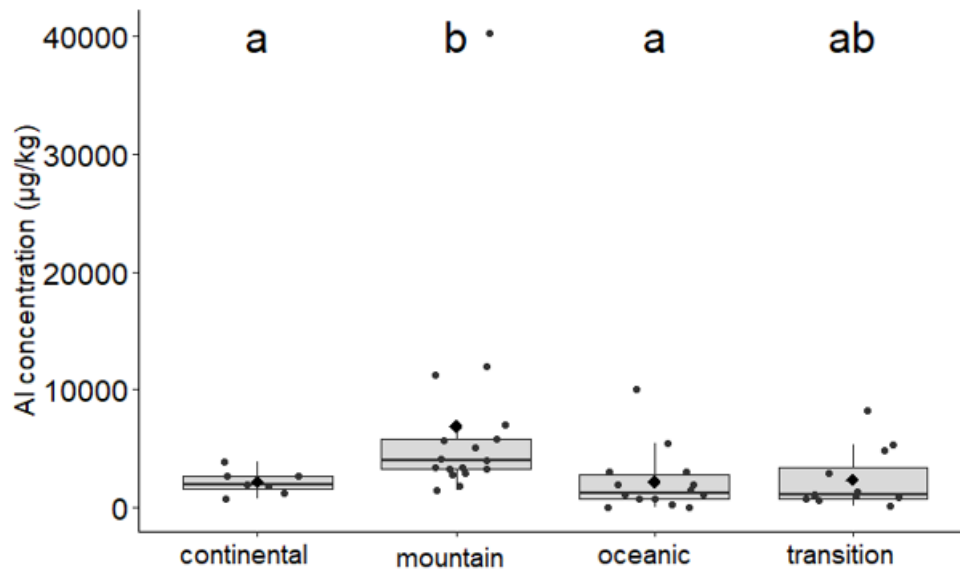 a b a ab
40000
30000
20000
10000
0
Al concentration (µg/kg)
continental mountain oceanic transition